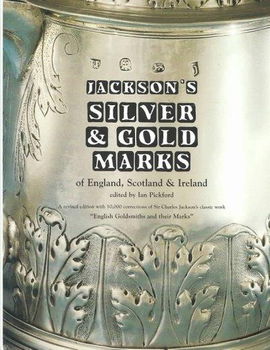 JACKSON'S
SILVER
& GOLD
MARKS
of England, Scotland & Ireland
edited by Ian Pickford
A revised edition with 10,000 corrections of Sir Charles Jackson's classic work
"English Goldsmiths and their Marks"